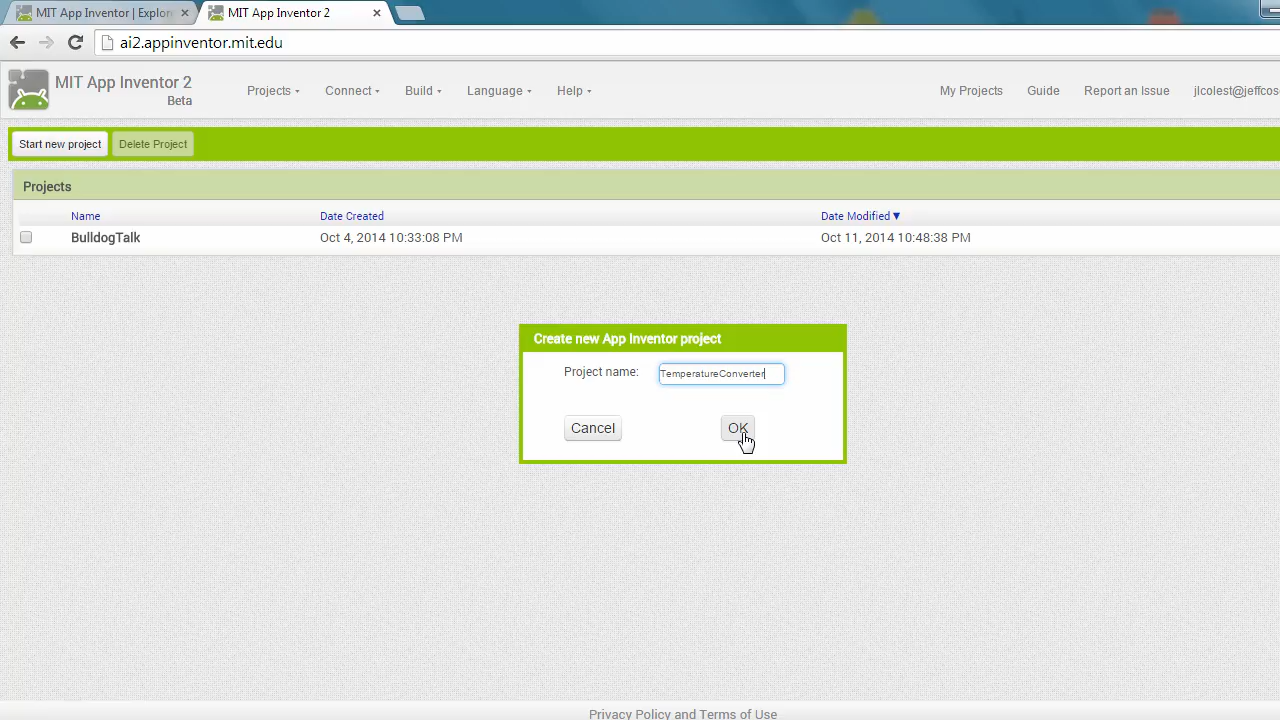 MIT App Inventor | Explor
MIT App Inventor 2
ai2.appinventor.mit.edu
MIT App Inventor 2
Beta
Projects
Connect
Build
Language
Help
My Projects
Guide
Report an Issue
jlcolest@jeffcos
Start new project
Delete Project
Projects
Name
Date Created
Date Modified
BulldogTalk
Oct 4, 2014 10:33:08 PM
Oct 11, 2014 10:48:38 PM
Create new App Inventor project
Project name:
TemperatureConverter
Cancel
OK
Privacy Policy and Terms of Use